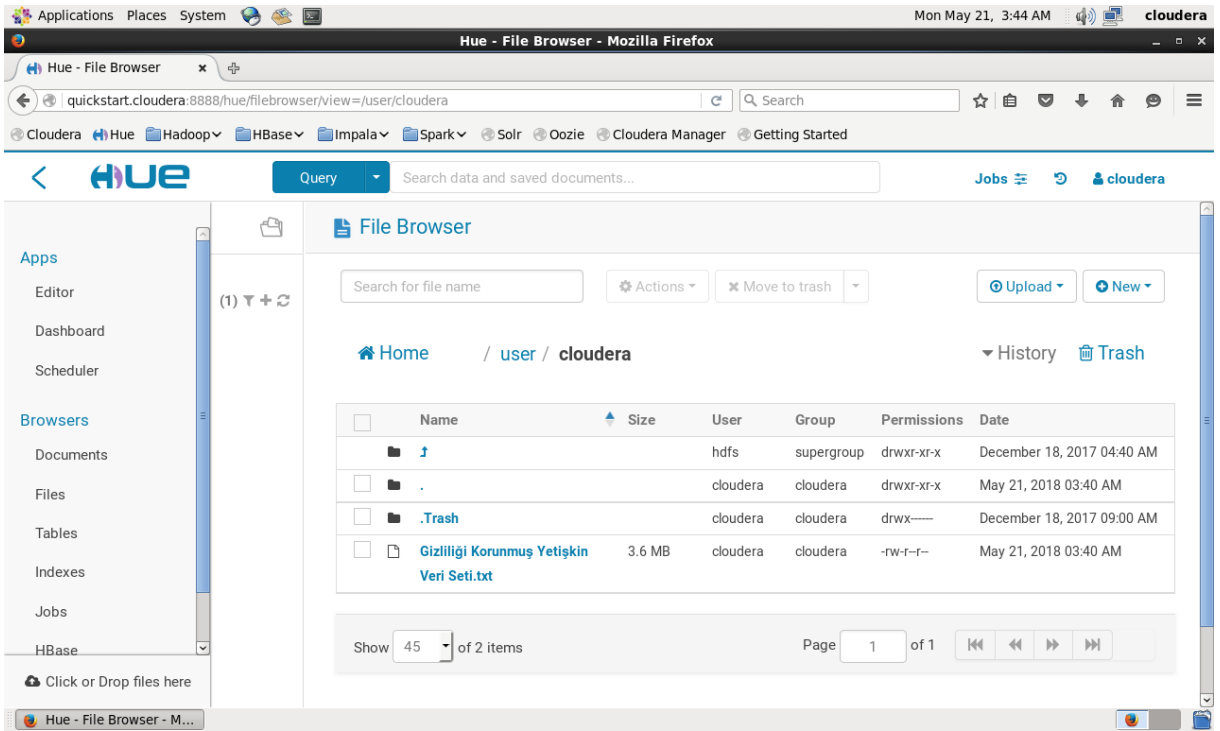 Applications Places System Mon May 21, 3:44 AM cloudera
Hue - File Browser - Mozilla Firefox
Hue - File Browser
quickstart.cloudera:8888/hue/filebrowser/view=/user/cloudera Search
Cloudera Hue Hadoop HBase Impala Spark Solr Oozie Cloudera Manager Getting Started
HUE Query Search data and saved documents... Jobs cloudera
File Browser
Apps
Editor
Dashboard
Scheduler
Browsers
Documents
Files
Tables
Indexes
Jobs
HBase
Click or Drop files here
(1)
Search for file name Actions Move to trash Upload New
Home / user / cloudera History Trash
Name Size User Group Permissions Date
hdfs supergroup drwxr-xr-x December 18, 2017 04:40 AM
. cloudera cloudera drwxr-xr-x May 21, 2018 03:40 AM
.Trash cloudera cloudera drwx------ December 18, 2017 09:00 AM
Gizliliği Korunmuş Yetişkin 3.6 MB cloudera cloudera -rw-r--r-- May 21, 2018 03:40 AM
Veri Seti.txt
Show 45 of 2 items Page 1 of 1
Hue - File Browser - M...